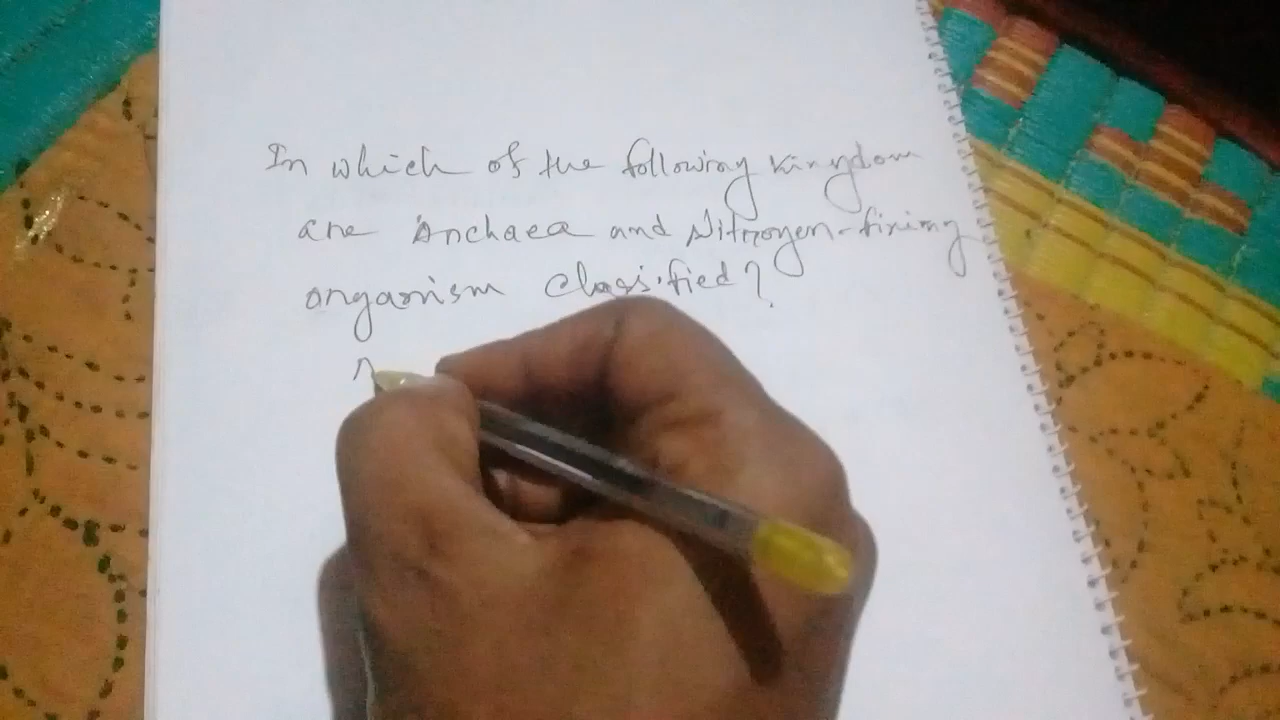 In which of the following kingdom
are Archaea and Nitrogen-fixing
organism classified?